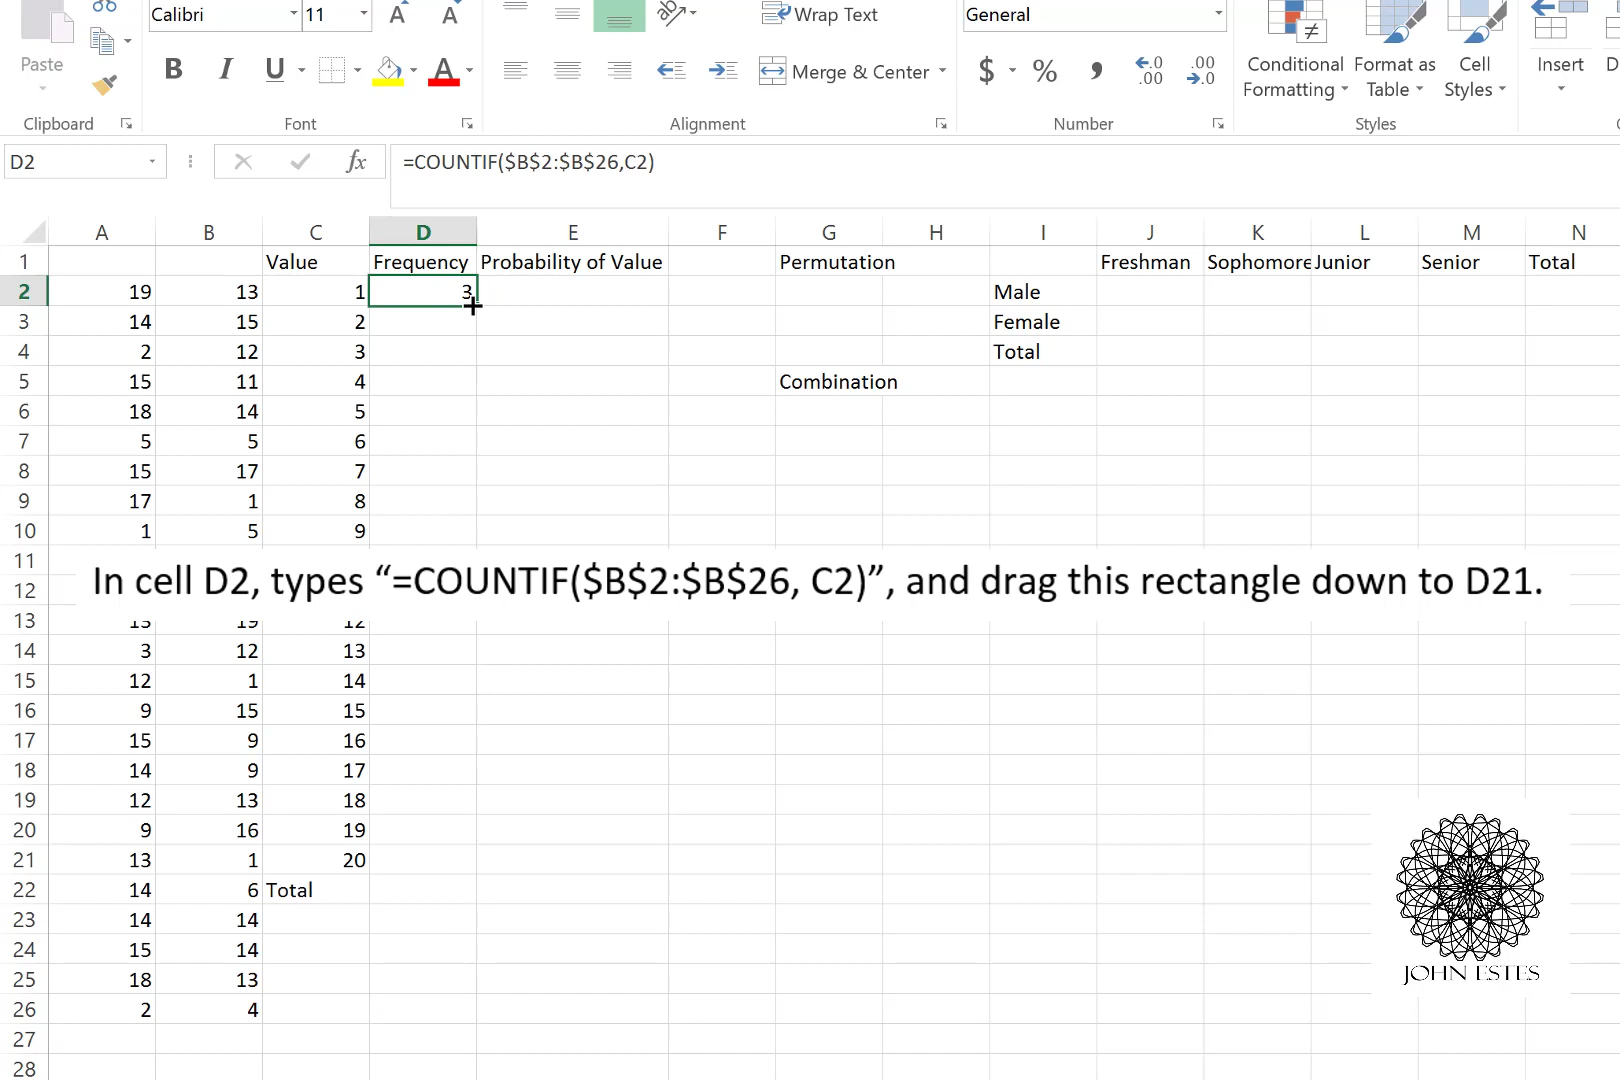 Calibri 11 Wrap Text General
Paste B I U A Merge & Center $ % Conditional Formatting Format as Table Cell Styles Insert
Clipboard Font Alignment Number Styles
D2 fx =COUNTIF($B$2:$B$26,C2)
A B C D E F G H I J K L M N
1 Value Frequency Probability of Value Permutation Freshman Sophomore Junior Senior Total
2 19 13 1 3 Male
3 14 15 2 Female
4 2 12 3 Total
5 15 11 4 Combination
6 18 14 5
7 5 5 6
8 15 17 7
9 17 1 8
10 1 5 9
11
In cell D2, types “=COUNTIF($B$2:$B$26, C2)”, and drag this rectangle down to D21.
12
13 19 12
14 3 12 13
15 12 1 14
16 9 15 15
17 15 9 16
18 14 9 17
19 12 13 18
20 9 16 19
21 13 1 20
22 14 6 Total
23 14 14
24 15 14
25 18 13
26 2 4
27
28
JOHN ESTES